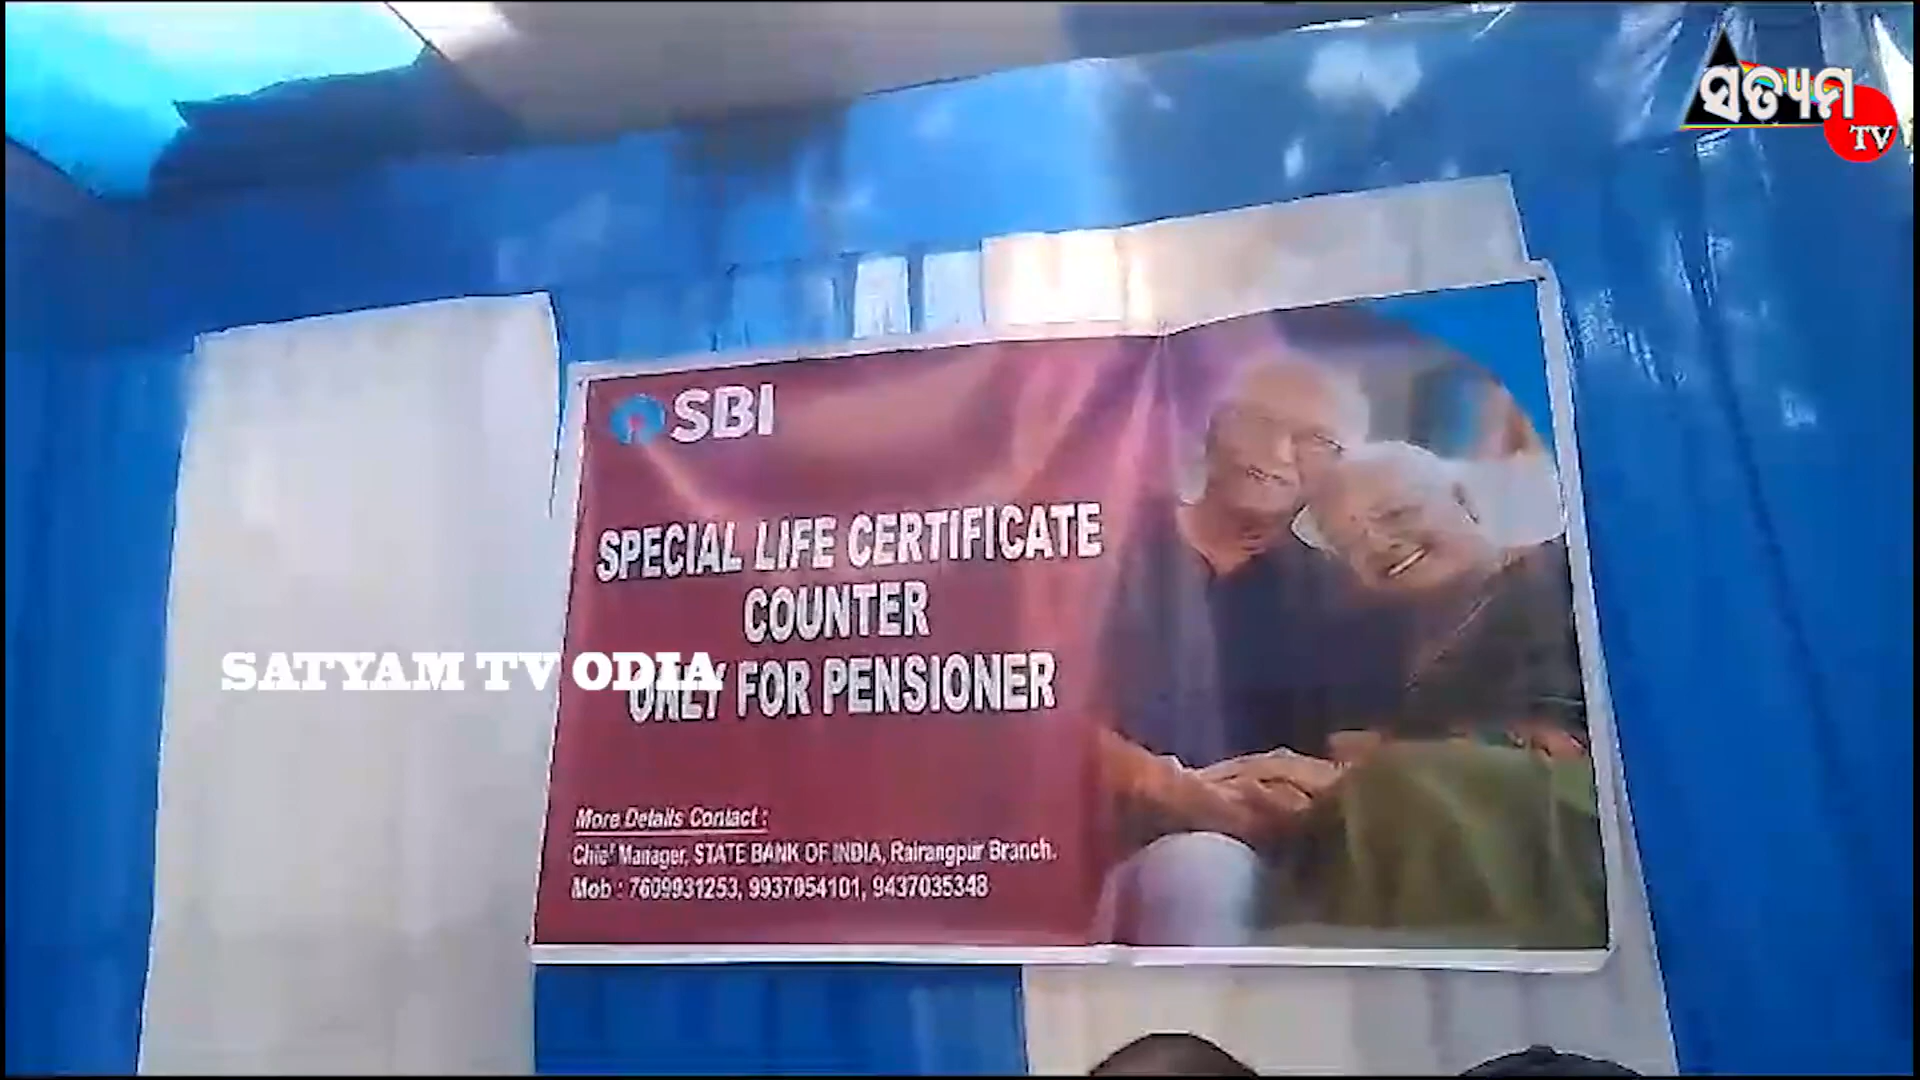 ସତ୍ୟମ
TV
SBI
SPECIAL LIFE CERTIFICATE
COUNTER
ONLY FOR PENSIONER
SATYAM TV ODIA
More Details Contact :
Chief Manager, STATE BANK OF INDIA, Rairangpur Branch.
Mob : 7609931253, 9937054101, 9437035348